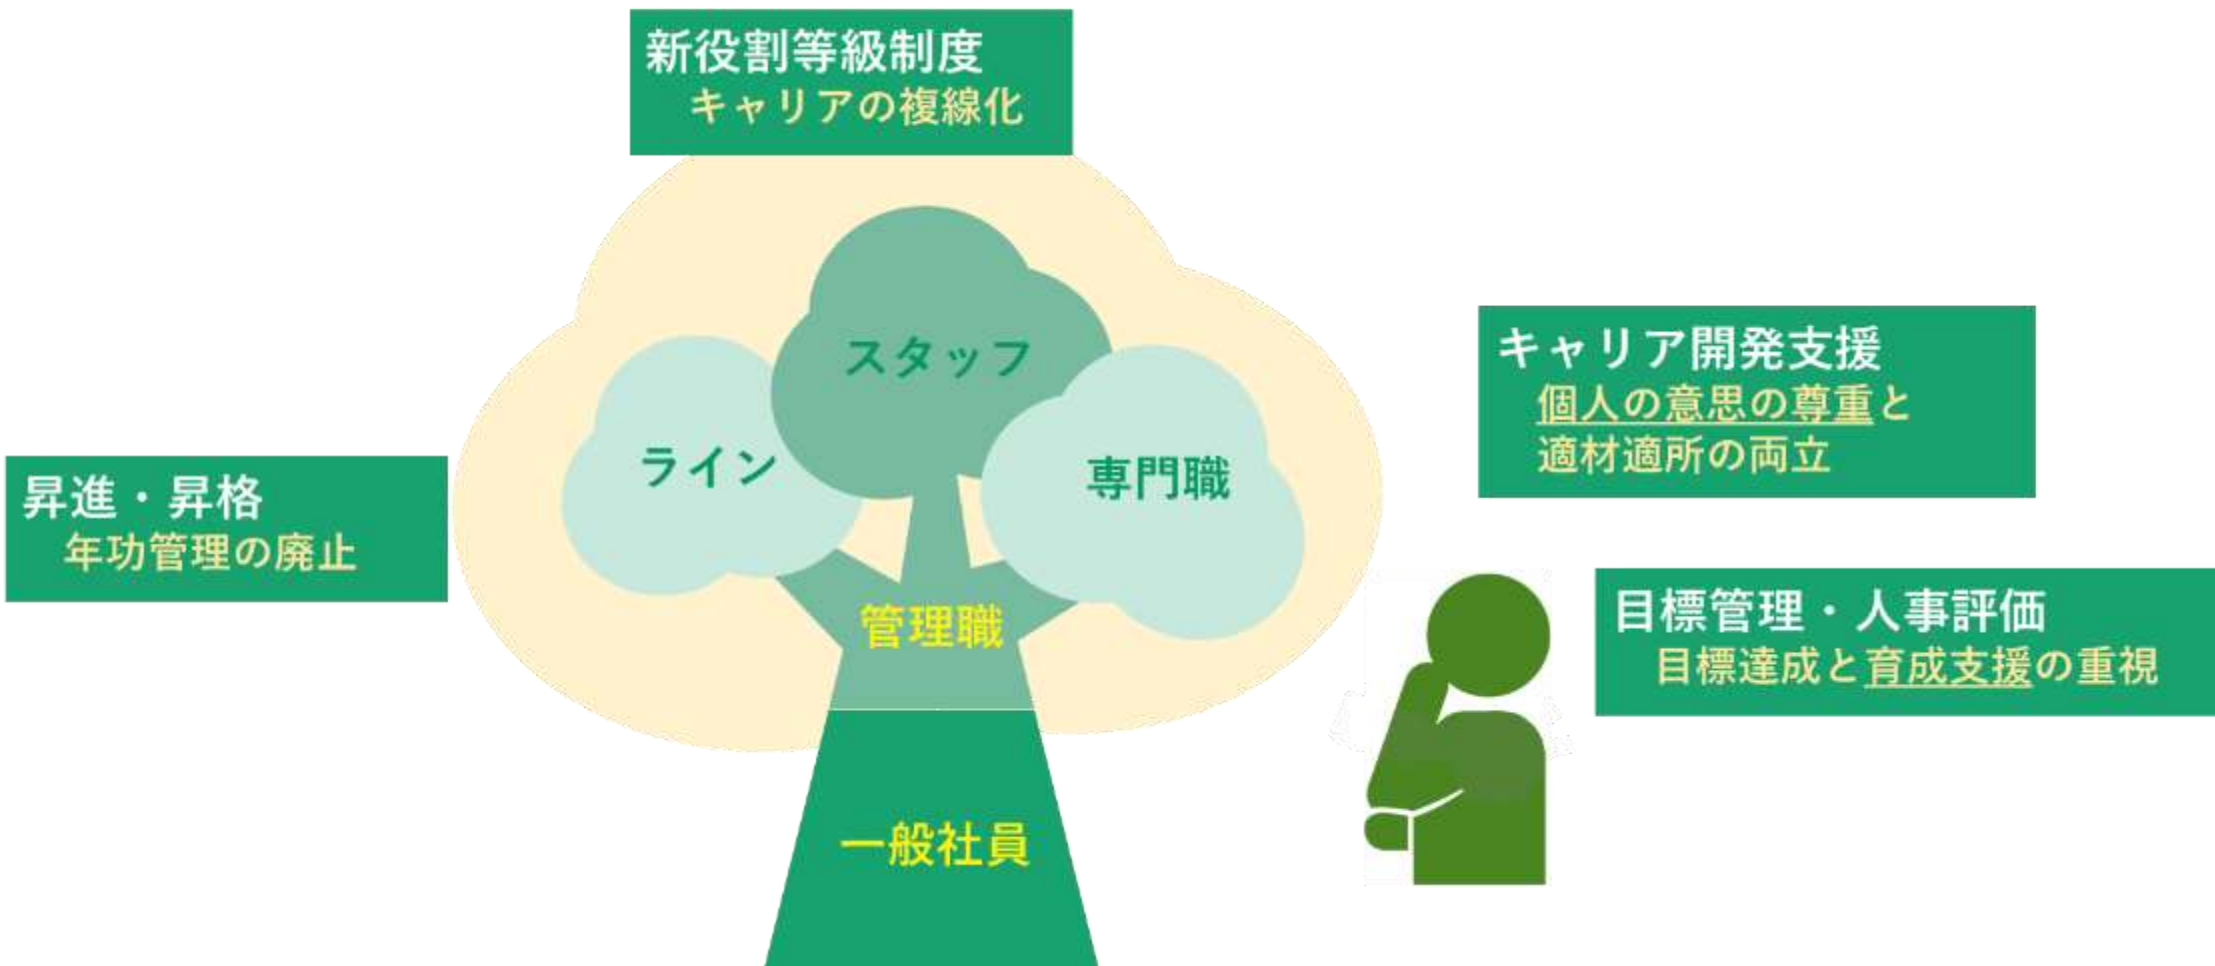 新役割等級制度
キャリアの複線化
スタッフ
ライン
専門職
管理職
一般社員
昇進・昇格
年功管理の廃止
キャリア開発支援
個人の意思の尊重と
適材適所の両立
目標管理・人事評価
目標達成と育成支援の重視